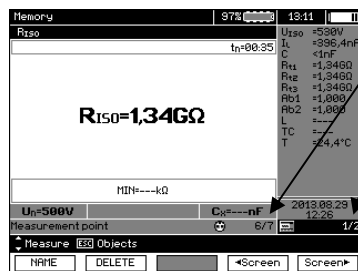 Memory 97% 13:11
RISO
tn=00:35
RISO=1,34GΩ
MIN=---kΩ
Un=500V Cx=---nF
UISO =530V
IL =396,4nA
C <1nF
Rt1 =1,34GΩ
Rt2 =1,34GΩ
Rt3 =1,34GΩ
Ab1 =1,000
Ab2 =1,000
L =---
TC =---
T =24,4°C
2013.08.29
12:26
Measurement point 6/7 1/2
Measure ESC Objects
NAME DELETE ◄Screen Screen►